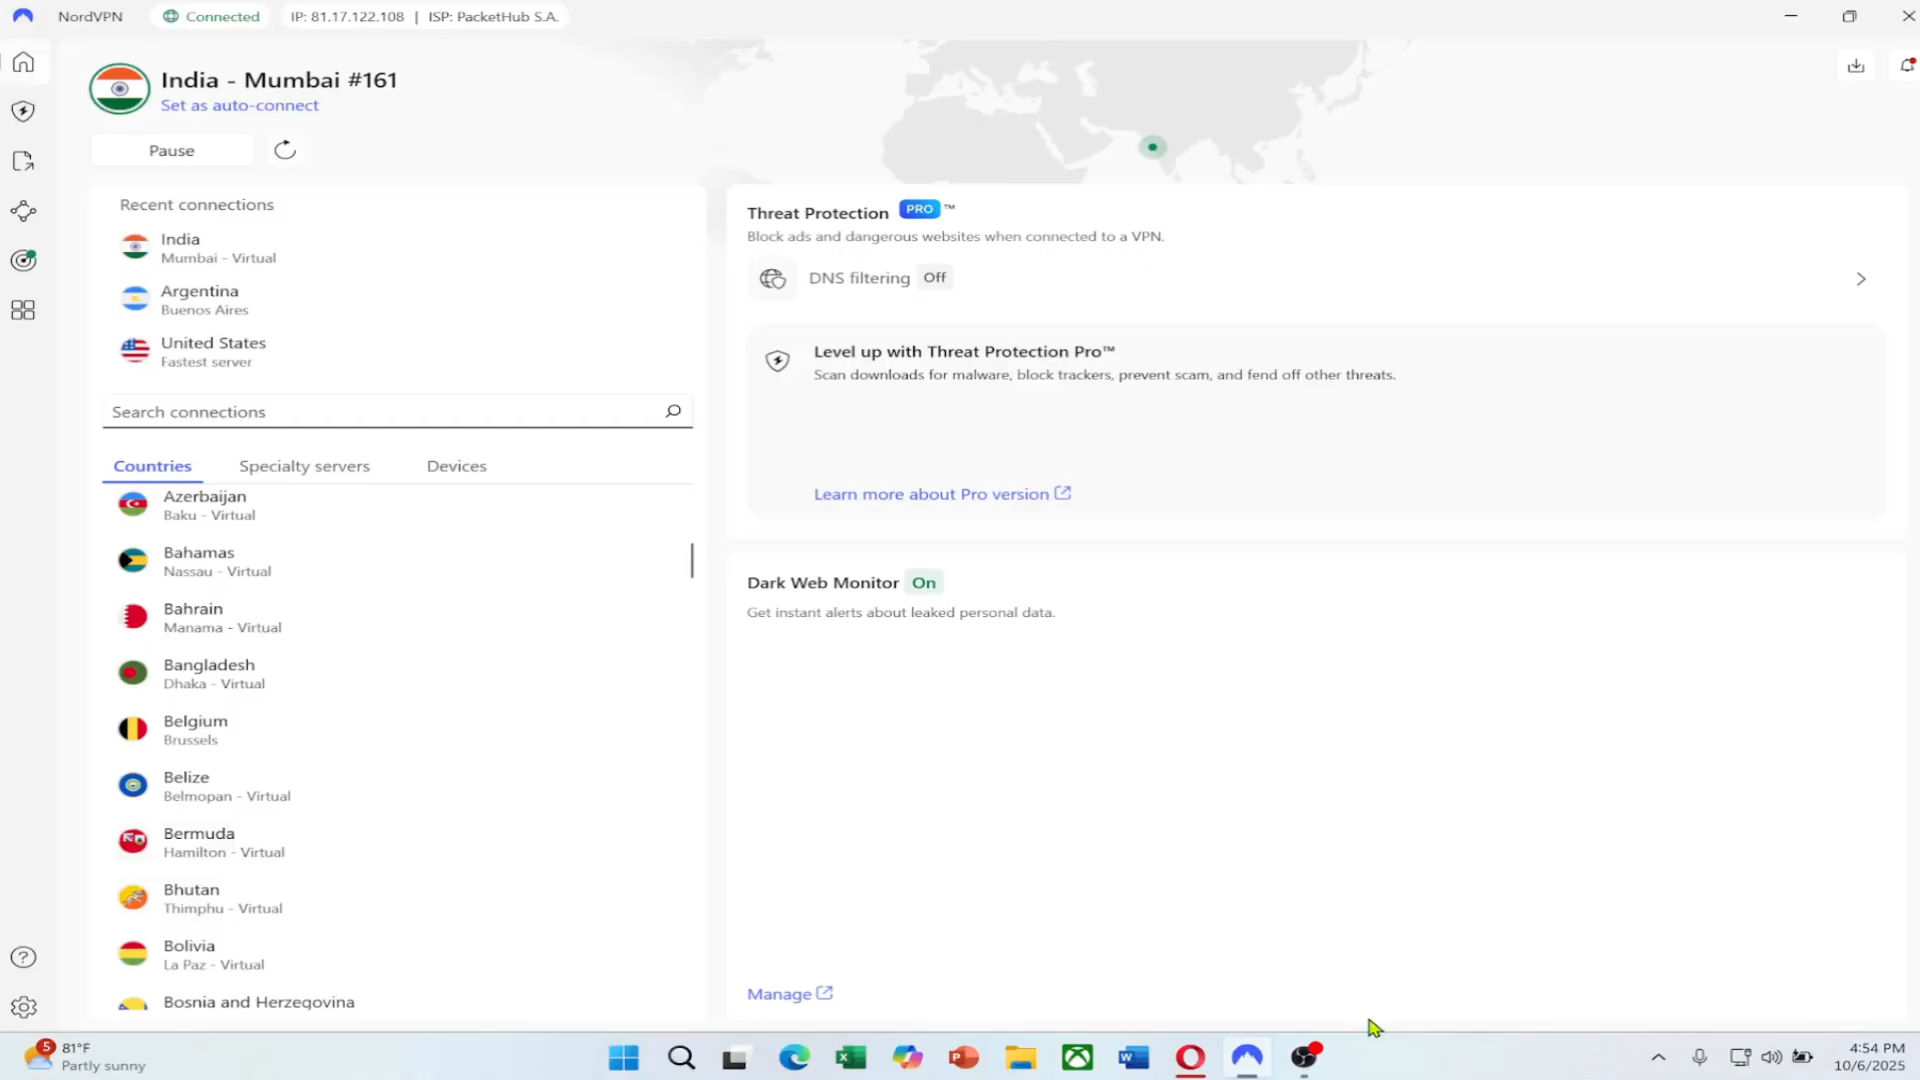 NordVPN
Connected
IP: 81.17.122.108 | ISP: PacketHub S.A.
India - Mumbai #161
Set as auto-connect
Pause
Recent connections
India
Mumbai - Virtual
Argentina
Buenos Aires
United States
Fastest server
Search connections
Countries
Specialty servers
Devices
Azerbaijan
Baku - Virtual
Bahamas
Nassau - Virtual
Bahrain
Manama - Virtual
Bangladesh
Dhaka - Virtual
Belgium
Brussels
Belize
Belmopan - Virtual
Bermuda
Hamilton - Virtual
Bhutan
Thimphu - Virtual
Bolivia
La Paz - Virtual
Bosnia and Herzegovina
Threat Protection PRO ™
Block ads and dangerous websites when connected to a VPN.
DNS filtering Off
Level up with Threat Protection Pro™
Scan downloads for malware, block trackers, prevent scam, and fend off other threats.
Learn more about Pro version
Dark Web Monitor On
Get instant alerts about leaked personal data.
Manage
5
81°F
Partly sunny
4:54 PM
10/6/2025